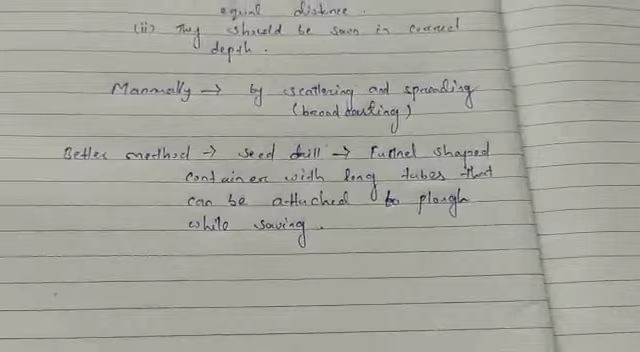 equal distance.
(ii) They should be sown in correct
depth.
Mannually → by scattering and spreading
(broadcasting)
Better method → seed drill → Funnel shaped
container with long tubes that
can be attached to plough
while sowing.